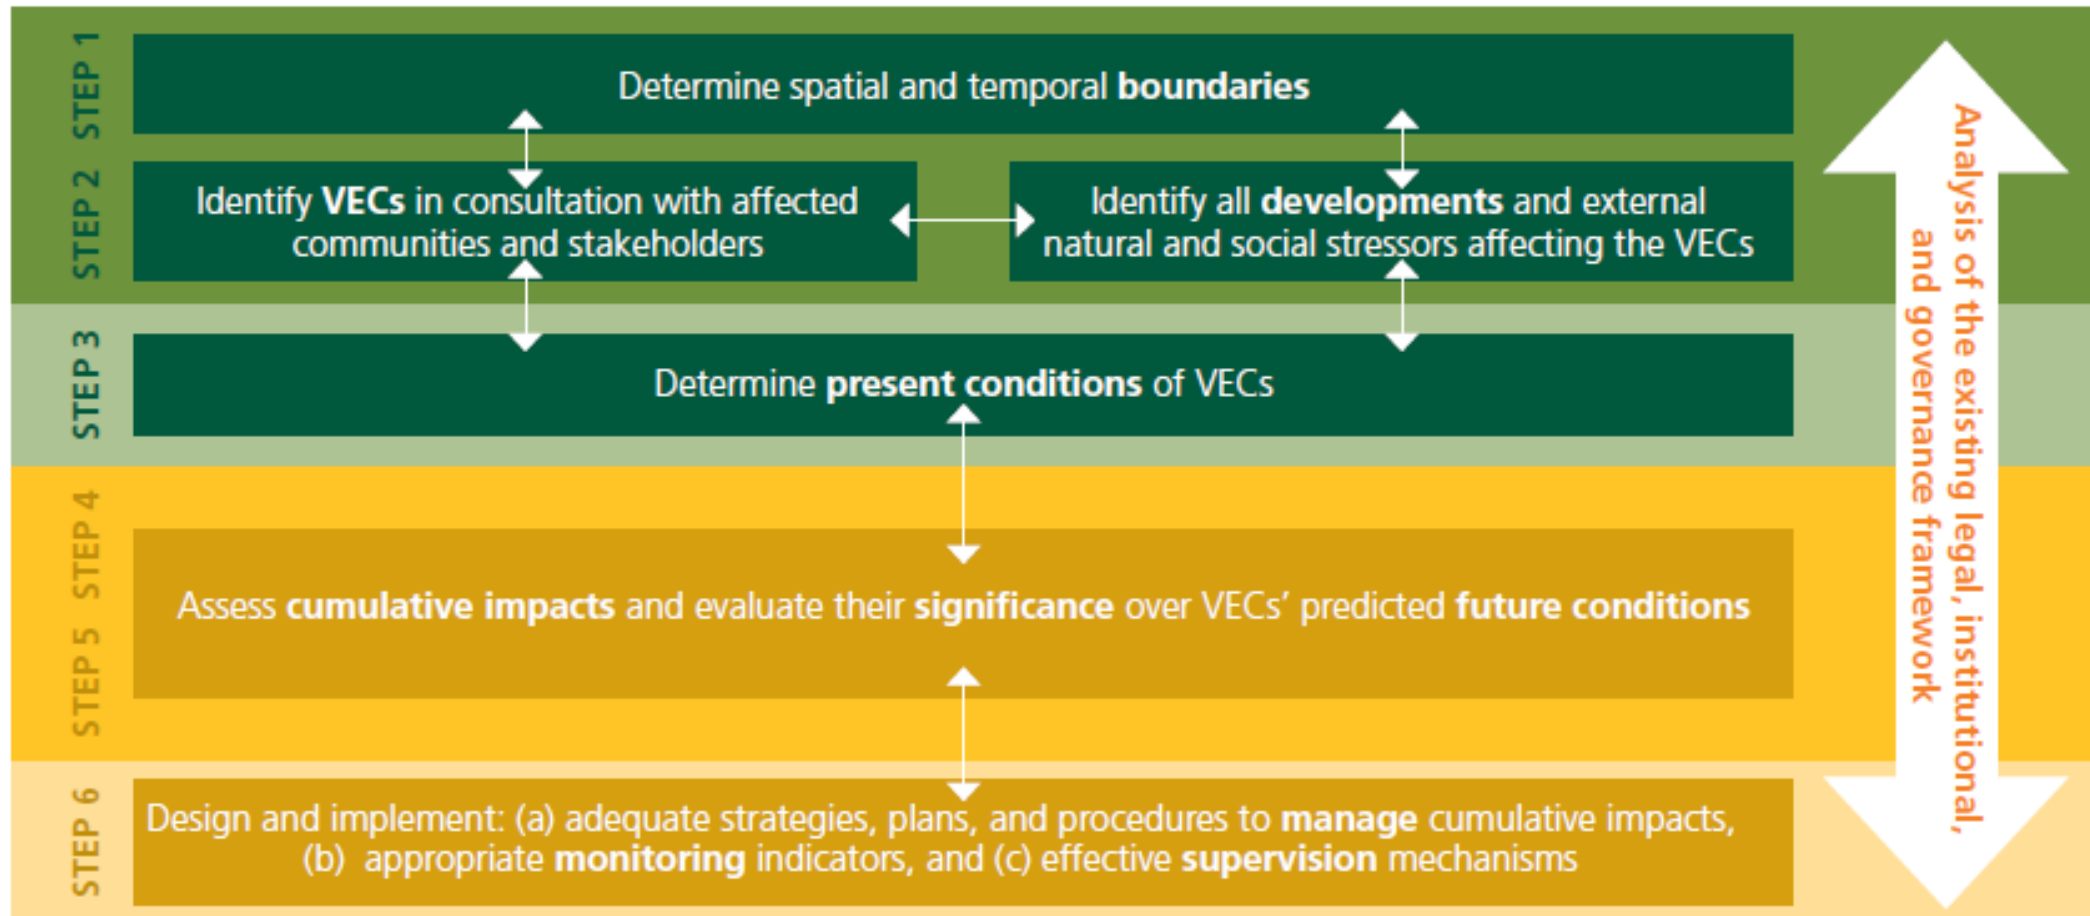 STEP 1
Determine spatial and temporal boundaries
STEP 2
Identify VECs in consultation with affected
communities and stakeholders
Identify all developments and external
natural and social stressors affecting the VECs
STEP 3
Determine present conditions of VECs
STEP 4
STEP 5
Assess cumulative impacts and evaluate their significance over VECs’ predicted future conditions
STEP 6
Design and implement: (a) adequate strategies, plans, and procedures to manage cumulative impacts,
(b) appropriate monitoring indicators, and (c) effective supervision mechanisms
Analysis of the existing legal, institutional,
and governance framework